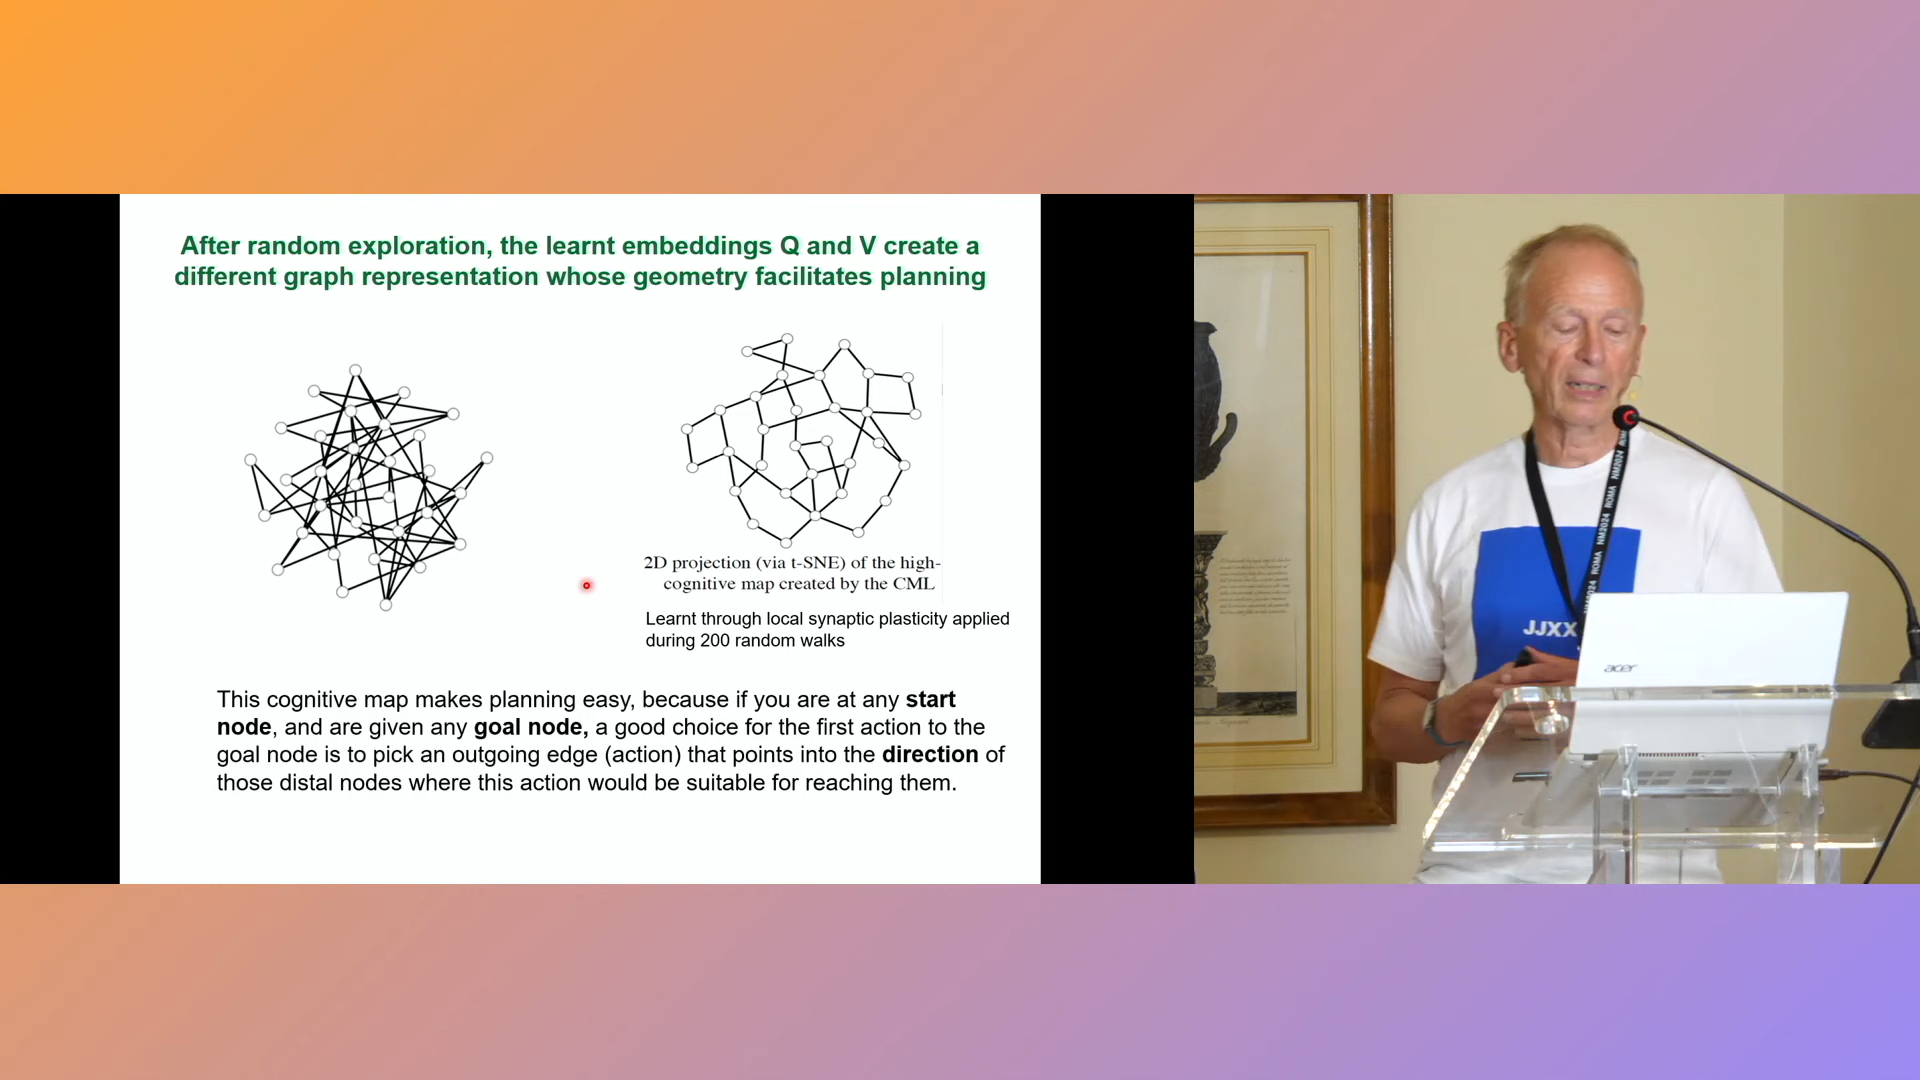 After random exploration, the learnt embeddings Q and V create a
different graph representation whose geometry facilitates planning
2D projection (via t-SNE) of the high-
cognitive map created by the CML
Learnt through local synaptic plasticity applied
during 200 random walks
This cognitive map makes planning easy, because if you are at any start
node, and are given any goal node, a good choice for the first action to the
goal node is to pick an outgoing edge (action) that points into the direction of
those distal nodes where this action would be suitable for reaching them.
NM2024
ROMA
NM2024
ROMA
JJXX
acer